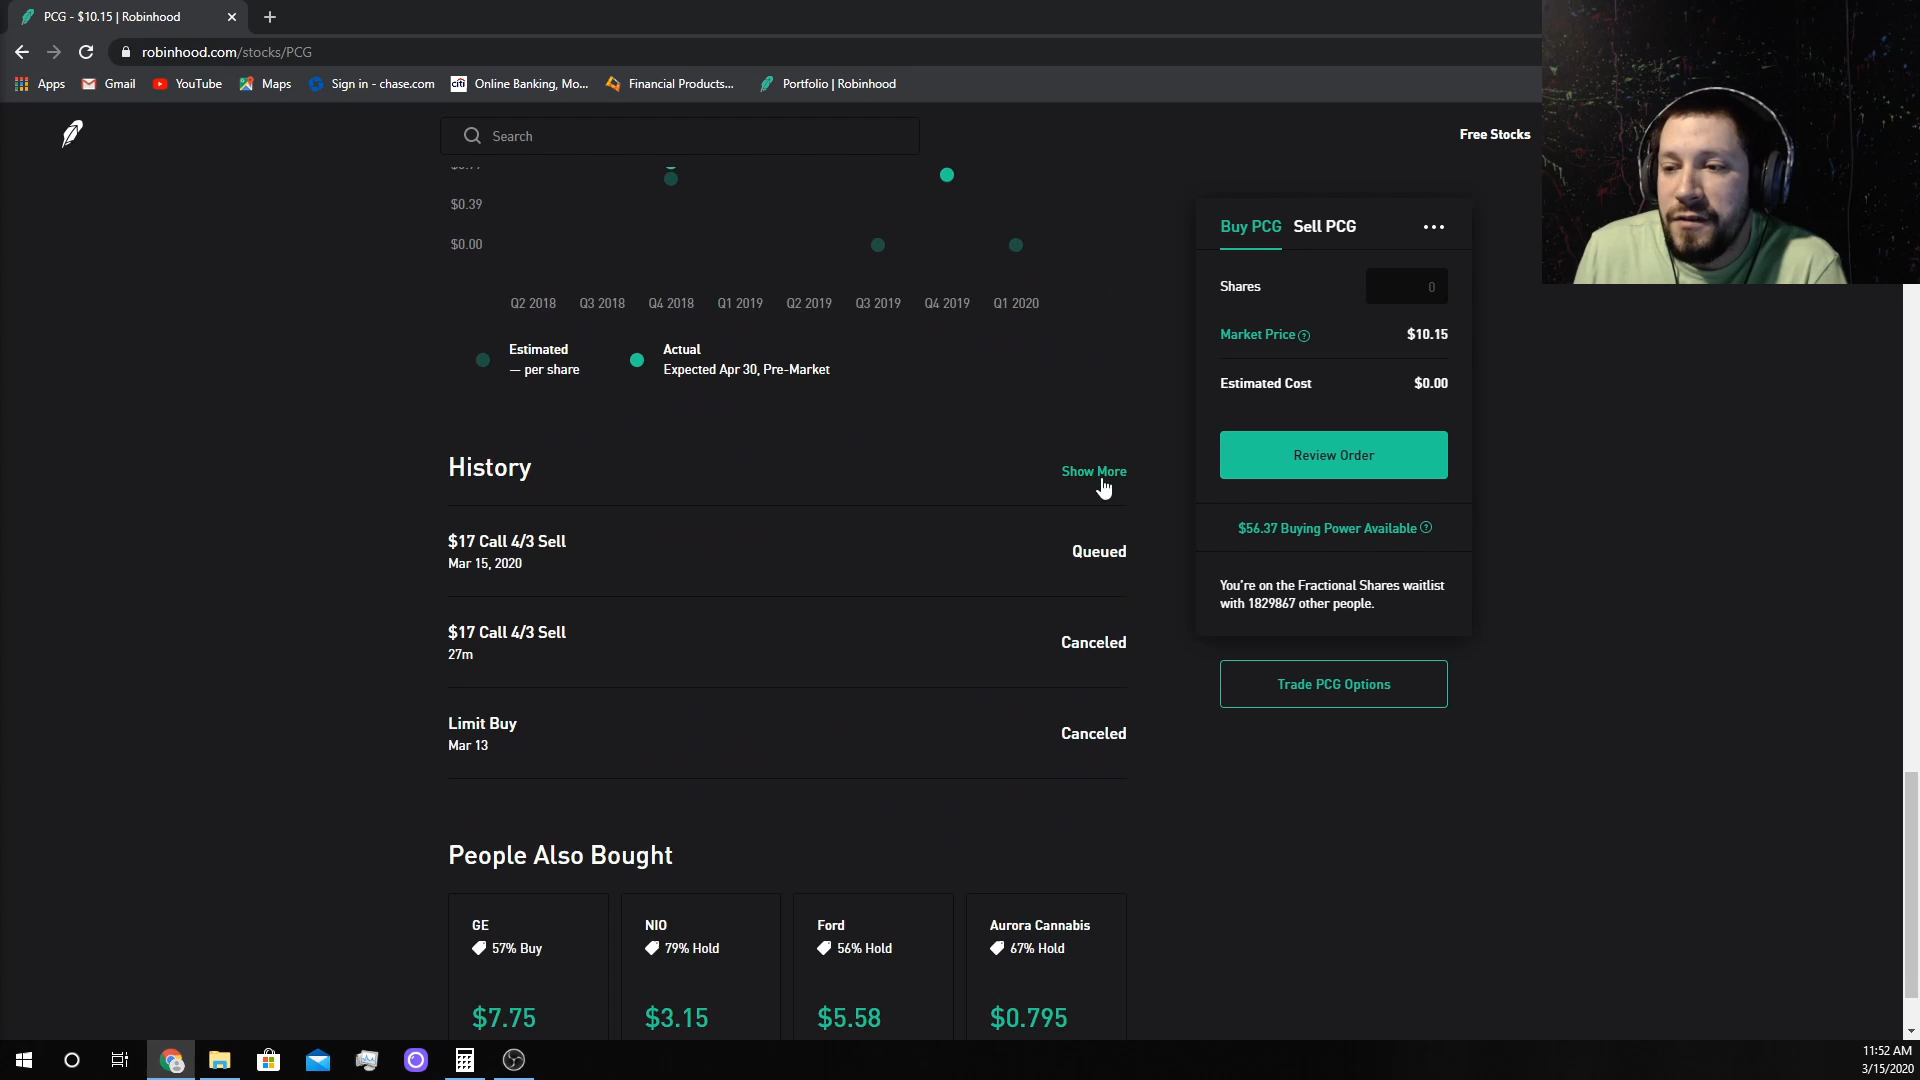 PCG - $10.15 | Robinhood
robinhood.com/stocks/PCG
Apps
Gmail
YouTube
Maps
Sign in - chase.com
citi
Online Banking, Mo...
Financial Products...
Portfolio | Robinhood
Search
Free Stocks
$0.39
$0.00
Q2 2018
Q3 2018
Q4 2018
Q1 2019
Q2 2019
Q3 2019
Q4 2019
Q1 2020
Estimated
— per share
Actual
Expected Apr 30, Pre-Market
Buy PCG
Sell PCG
Shares
0
Market Price
$10.15
Estimated Cost
$0.00
Review Order
$56.37 Buying Power Available
You're on the Fractional Shares waitlist
with 1829867 other people.
Trade PCG Options
History
Show More
$17 Call 4/3 Sell
Mar 15, 2020
Queued
$17 Call 4/3 Sell
27m
Canceled
Limit Buy
Mar 13
Canceled
People Also Bought
GE
57% Buy
$7.75
NIO
79% Hold
$3.15
Ford
56% Hold
$5.58
Aurora Cannabis
67% Hold
$0.795
11:52 AM
3/15/2020